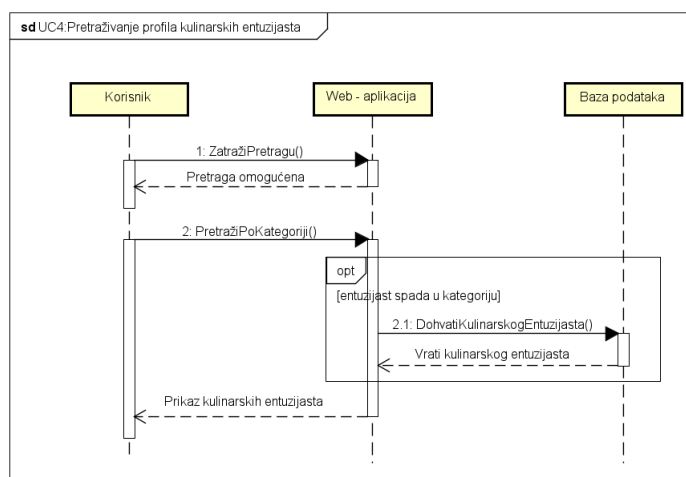 sd UC4:Pretraživanje profila kulinarskih entuzijasta
Korisnik
Web - aplikacija
Baza podataka
1: ZatražiPretragu()
Pretraga omogućena
2: PretražiPoKategoriji()
opt
[entuzijast spada u kategoriju]
2.1: DohvatiKulinarskogEntuzijasta()
Vrati kulinarskog entuzijasta
Prikaz kulinarskih entuzijasta